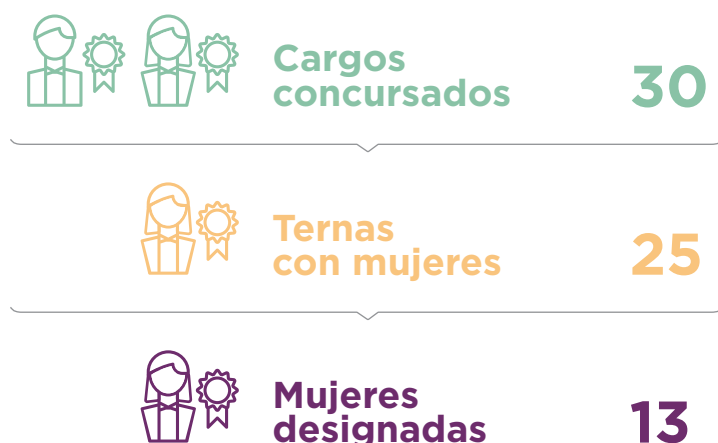 Cargos
concursados
30
Ternas
con mujeres
25
Mujeres
designadas
13